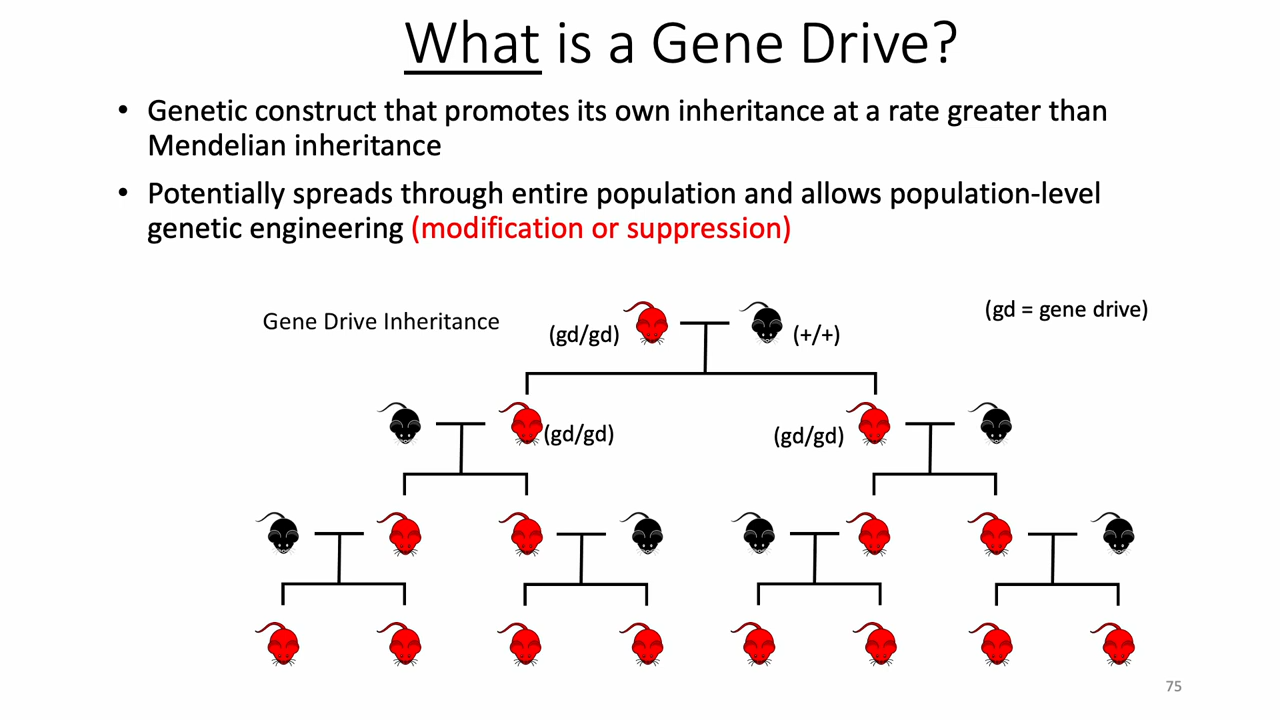 What is a Gene Drive?
• Genetic construct that promotes its own inheritance at a rate greater than
Mendelian inheritance
• Potentially spreads through entire population and allows population-level
genetic engineering (modification or suppression)
Gene Drive Inheritance
(gd/gd)
(+/+)
(gd = gene drive)
(gd/gd)
(gd/gd)
75